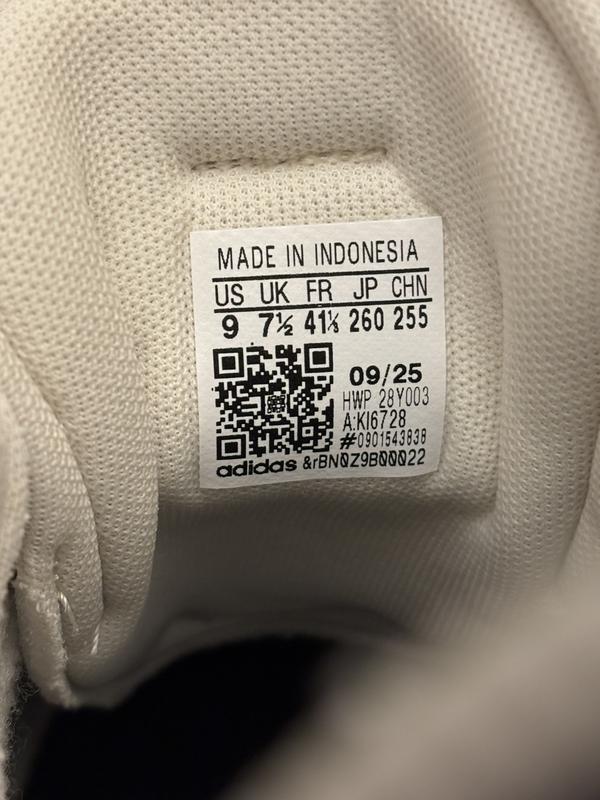 MADE IN INDONESIA
US UK FR JP CHN
9 7½ 41⅓ 260 255
09/25
HWP 28Y003
A:KI6728
#0901543838
adidas &rBN0Z9B00022